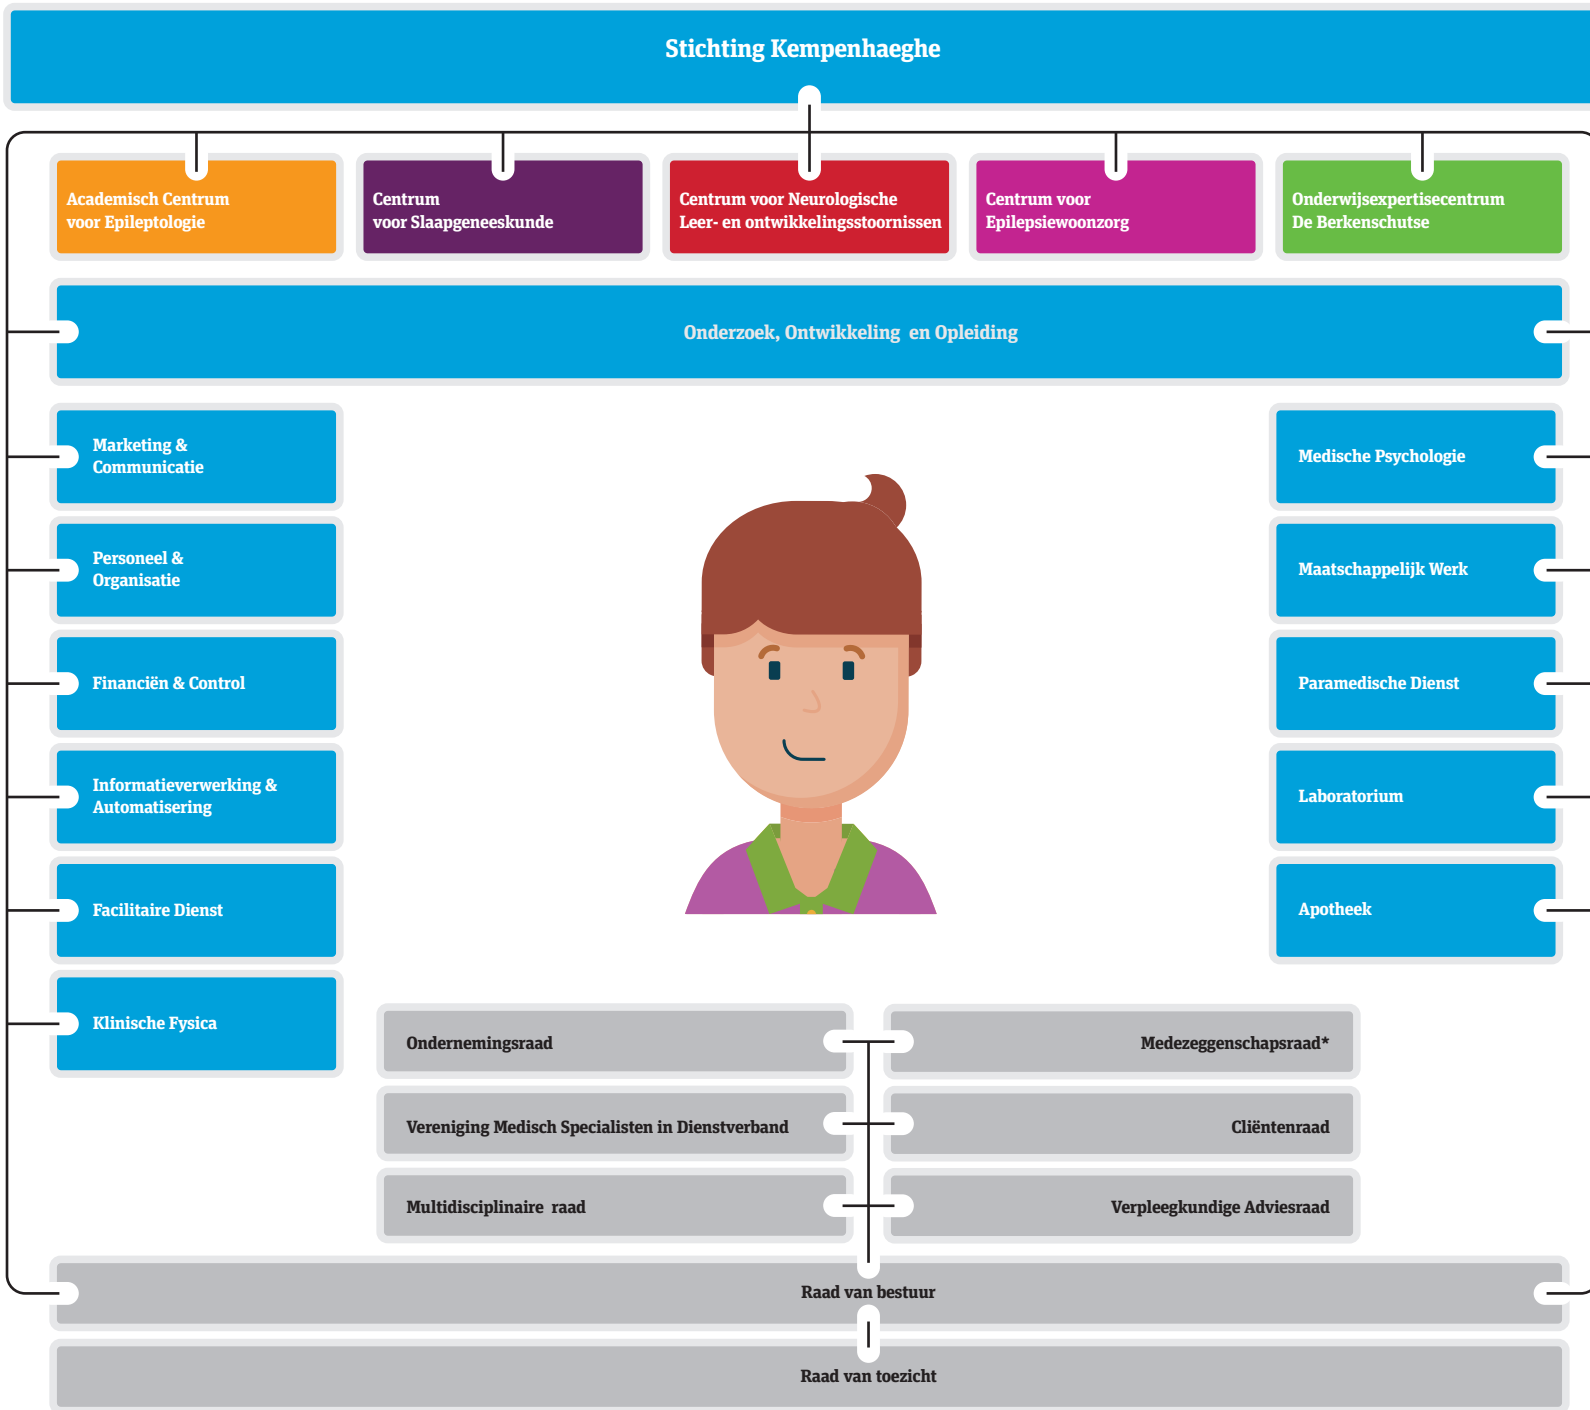 Stichting Kempenhaeghe
Academisch Centrum
voor Epileptologie
Centrum
voor Slaapgeneeskunde
Centrum voor Neurologische
Leer- en ontwikkelingsstoornissen
Centrum voor
Epilepsiewoonzorg
Onderwijsexpertisecentrum
De Berkenschutse
Onderzoek, Ontwikkeling en Opleiding
Marketing &
Communicatie
Personeel &
Organisatie
Financiën & Control
Informatieverwerking &
Automatisering
Facilitaire Dienst
Klinische Fysica
Medische Psychologie
Maatschappelijk Werk
Paramedische Dienst
Laboratorium
Apotheek
Ondernemingsraad
Medezeggenschapsraad*
Vereniging Medisch Specialisten in Dienstverband
Cliëntenraad
Multidisciplinaire raad
Verpleegkundige Adviesraad
Raad van bestuur
Raad van toezicht